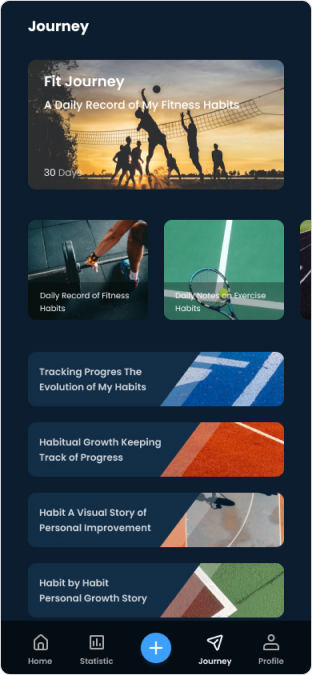 Journey
Fit Journey
A Daily Record of My Fitness Habits
30 Days
Daily Record of Fitness
Habits
Daily Notes on Exercise
Habits
Tracking Progres The
Evolution of My Habits
Habitual Growth Keeping
Track of Progress
Habit A Visual Story of
Personal Improvement
Habit by Habit
Personal Growth Story
Home
Statistic
Journey
Profile